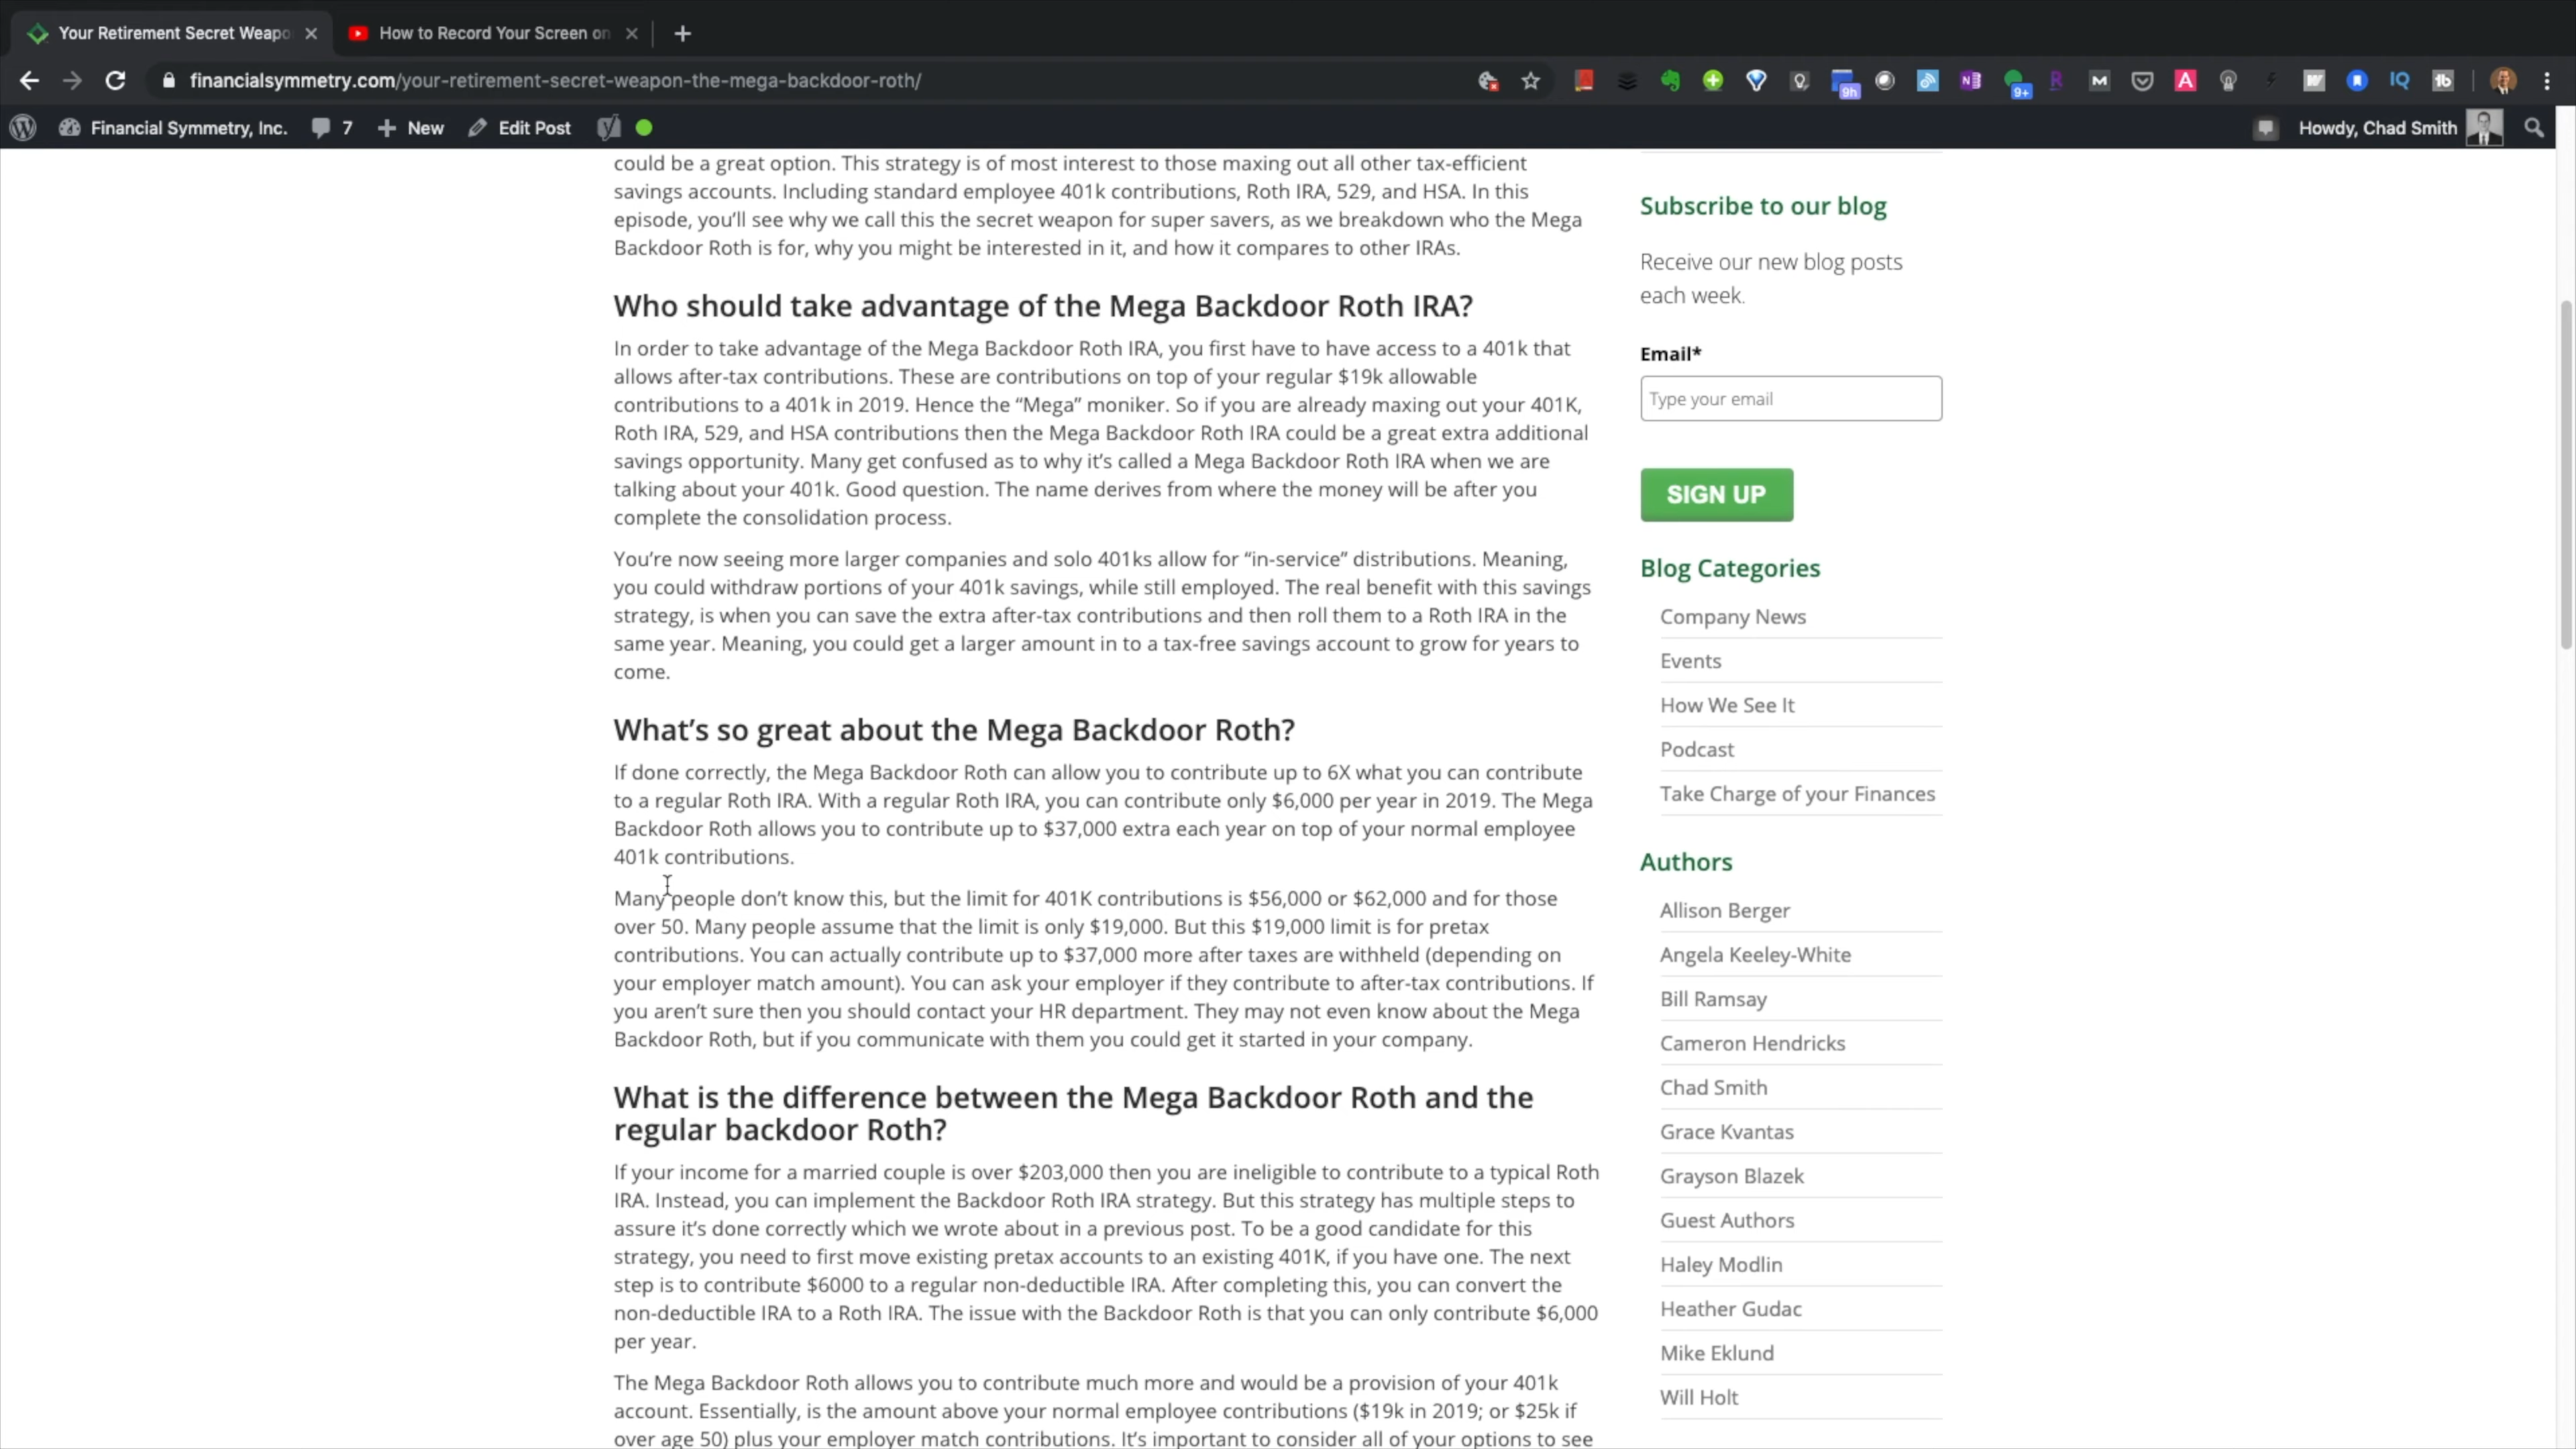 Your Retirement Secret Weapo
How to Record Your Screen on
financialsymmetry.com/your-retirement-secret-weapon-the-mega-backdoor-roth/
9h
9+
IQ
Financial Symmetry, Inc.
7
New
Edit Post
Howdy, Chad Smith
could be a great option. This strategy is of most interest to those maxing out all other tax-efficient
savings accounts. Including standard employee 401k contributions, Roth IRA, 529, and HSA. In this
episode, you'll see why we call this the secret weapon for super savers, as we breakdown who the Mega
Backdoor Roth is for, why you might be interested in it, and how it compares to other IRAs.
Who should take advantage of the Mega Backdoor Roth IRA?
In order to take advantage of the Mega Backdoor Roth IRA, you first have to have access to a 401k that
allows after-tax contributions. These are contributions on top of your regular $19k allowable
contributions to a 401k in 2019. Hence the “Mega” moniker. So if you are already maxing out your 401K,
Roth IRA, 529, and HSA contributions then the Mega Backdoor Roth IRA could be a great extra additional
savings opportunity. Many get confused as to why it's called a Mega Backdoor Roth IRA when we are
talking about your 401k. Good question. The name derives from where the money will be after you
complete the consolidation process.
You're now seeing more larger companies and solo 401ks allow for “in-service” distributions. Meaning,
you could withdraw portions of your 401k savings, while still employed. The real benefit with this savings
strategy, is when you can save the extra after-tax contributions and then roll them to a Roth IRA in the
same year. Meaning, you could get a larger amount in to a tax-free savings account to grow for years to
come.
What's so great about the Mega Backdoor Roth?
If done correctly, the Mega Backdoor Roth can allow you to contribute up to 6X what you can contribute
to a regular Roth IRA. With a regular Roth IRA, you can contribute only $6,000 per year in 2019. The Mega
Backdoor Roth allows you to contribute up to $37,000 extra each year on top of your normal employee
401k contributions.
Many people don't know this, but the limit for 401K contributions is $56,000 or $62,000 and for those
over 50. Many people assume that the limit is only $19,000. But this $19,000 limit is for pretax
contributions. You can actually contribute up to $37,000 more after taxes are withheld (depending on
your employer match amount). You can ask your employer if they contribute to after-tax contributions. If
you aren't sure then you should contact your HR department. They may not even know about the Mega
Backdoor Roth, but if you communicate with them you could get it started in your company.
What is the difference between the Mega Backdoor Roth and the
regular backdoor Roth?
If your income for a married couple is over $203,000 then you are ineligible to contribute to a typical Roth
IRA. Instead, you can implement the Backdoor Roth IRA strategy. But this strategy has multiple steps to
assure it's done correctly which we wrote about in a previous post. To be a good candidate for this
strategy, you need to first move existing pretax accounts to an existing 401K, if you have one. The next
step is to contribute $6000 to a regular non-deductible IRA. After completing this, you can convert the
non-deductible IRA to a Roth IRA. The issue with the Backdoor Roth is that you can only contribute $6,000
per year.
The Mega Backdoor Roth allows you to contribute much more and would be a provision of your 401k
account. Essentially, is the amount above your normal employee contributions ($19k in 2019; or $25k if
over age 50) plus your employer match contributions. It's important to consider all of your options to see
Subscribe to our blog
Receive our new blog posts
each week.
Email*
Type your email
SIGN UP
Blog Categories
Company News
Events
How We See It
Podcast
Take Charge of your Finances
Authors
Allison Berger
Angela Keeley-White
Bill Ramsay
Cameron Hendricks
Chad Smith
Grace Kvantas
Grayson Blazek
Guest Authors
Haley Modlin
Heather Gudac
Mike Eklund
Will Holt